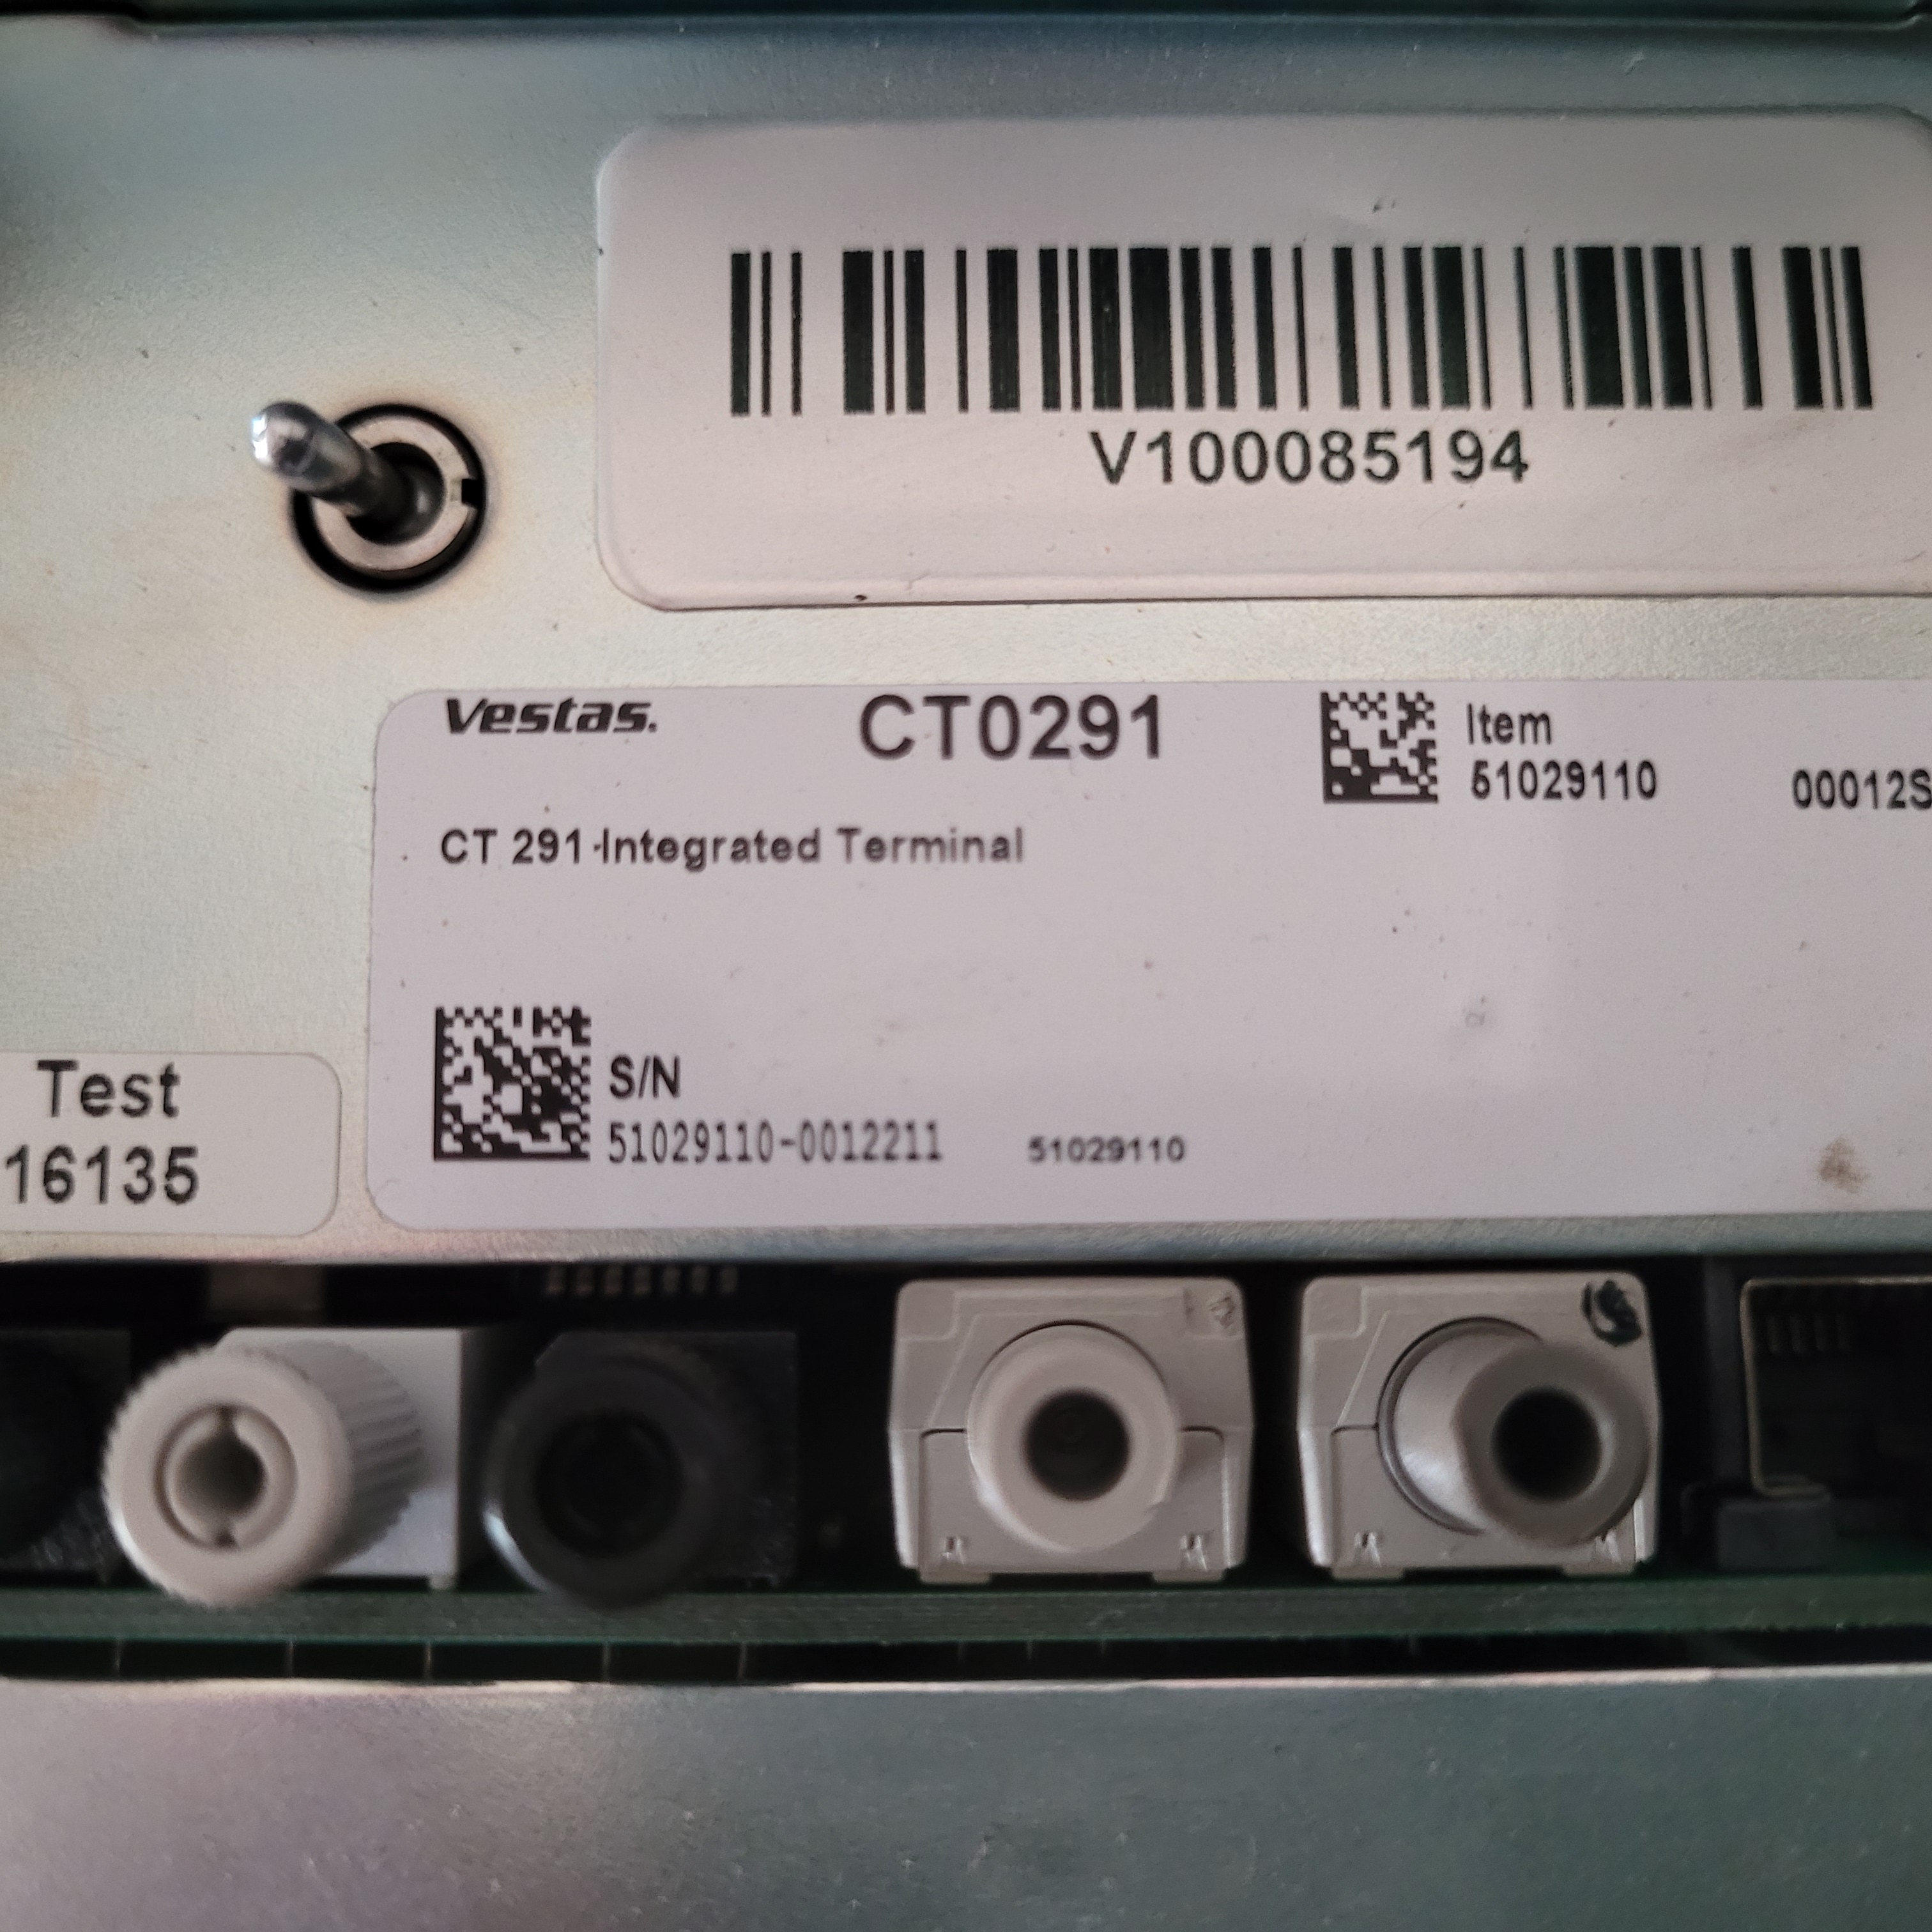 V100085194
Vestas.
CT0291
Item
51029110
00012S
CT 291 Integrated Terminal
S/N
51029110-0012211
51029110
Test
16135